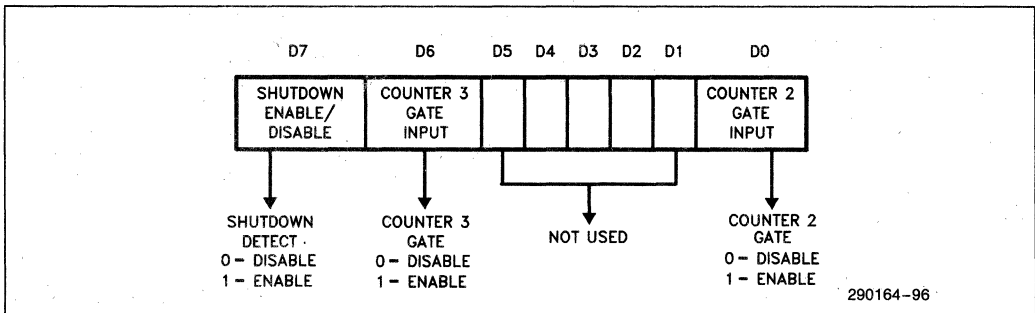 D7 D6 D5 D4 D3 D2 D1 D0
SHUTDOWN
ENABLE/
DISABLE
COUNTER 3
GATE
INPUT
COUNTER 2
GATE
INPUT
SHUTDOWN
DETECT
0 - DISABLE
1 - ENABLE
COUNTER 3
GATE
0 - DISABLE
1 - ENABLE
NOT USED
COUNTER 2
GATE
0 - DISABLE
1 - ENABLE
290164-96